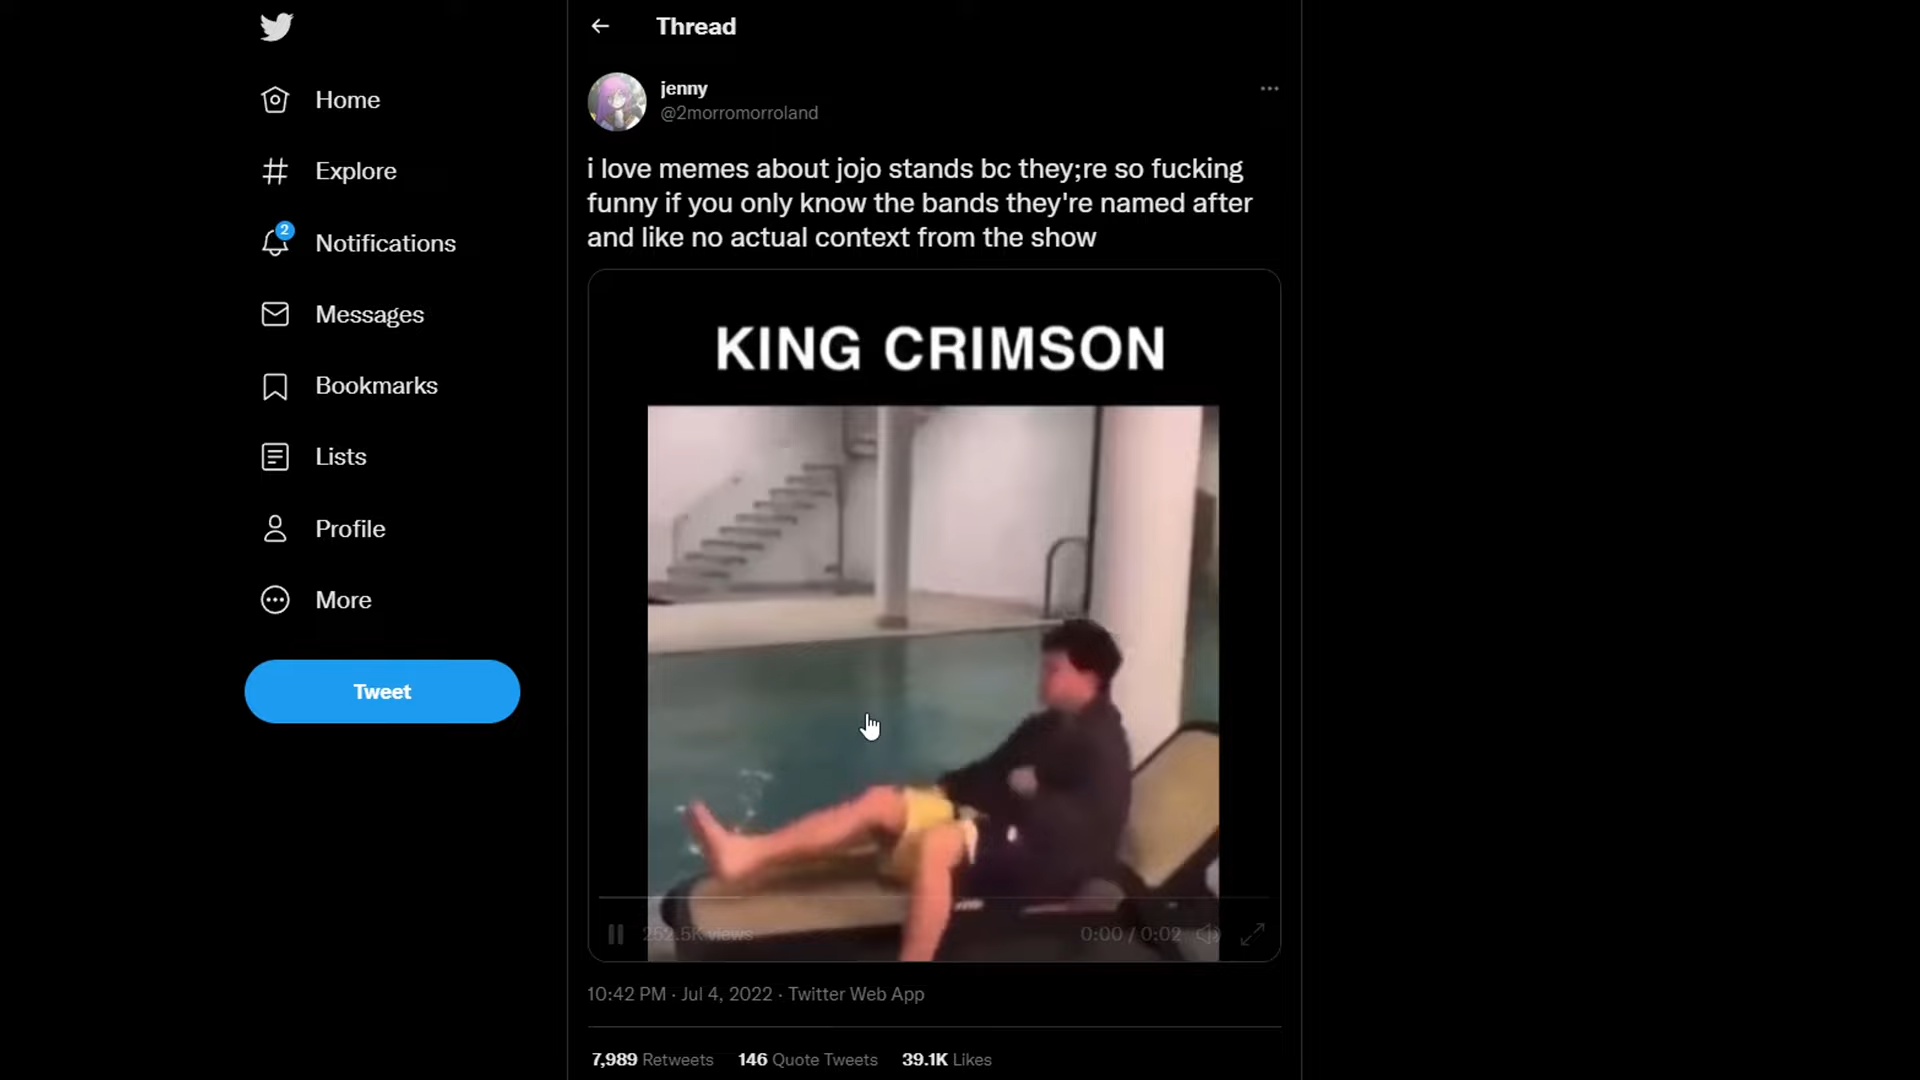 Thread
Home
Explore
2
Notifications
Messages
Bookmarks
Lists
Profile
More
Tweet
jenny
@2morromorroland
i love memes about jojo stands bc they;re so fucking
funny if you only know the bands they're named after
and like no actual context from the show
KING CRIMSON
252.5K views
0:00 / 0:02
10:42 PM · Jul 4, 2022 · Twitter Web App
7,989 Retweets 146 Quote Tweets 39.1K Likes